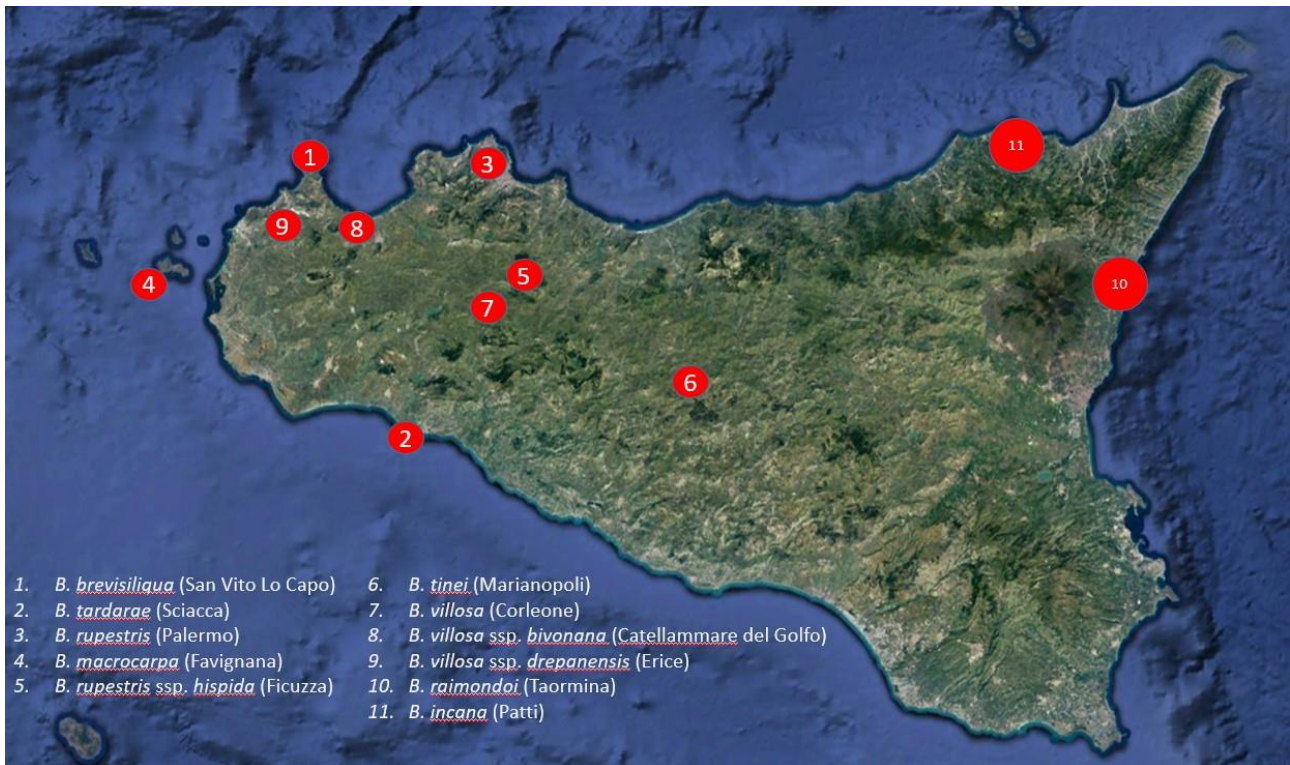 1
11
3
9
8
5
4
10
7
6
2
1. B. brevisiliqua (San Vito Lo Capo)
2. B. tardarae (Sciacca)
3. B. rupestris (Palermo)
4. B. macrocarpa (Favignana)
5. B. rupestris ssp. hispida (Ficuzza)
6. B. tinei (Marianopoli)
7. B. villosa (Corleone)
8. B. villosa ssp. bivonana (Catellammare del Golfo)
9. B. villosa ssp. drepanensis (Erice)
10. B. raimondoi (Taormina)
11. B. incana (Patti)